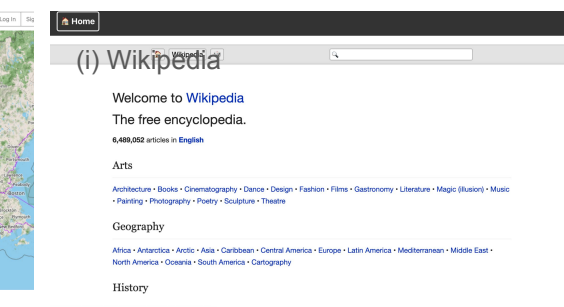 Log In Sig
Home
Wikipedia
(i) Wikipedia
Welcome to Wikipedia
The free encyclopedia.
6,489,052 articles in English
Arts
Architecture • Books • Cinematography • Dance • Design • Fashion • Films • Gastronomy • Literature • Magic (illusion) • Music
• Painting • Photography • Poetry • Sculpture • Theatre
Geography
Africa • Antarctica • Arctic • Asia • Caribbean • Central America • Europe • Latin America • Mediterranean • Middle East •
North America • Oceania • South America • Cartography
History